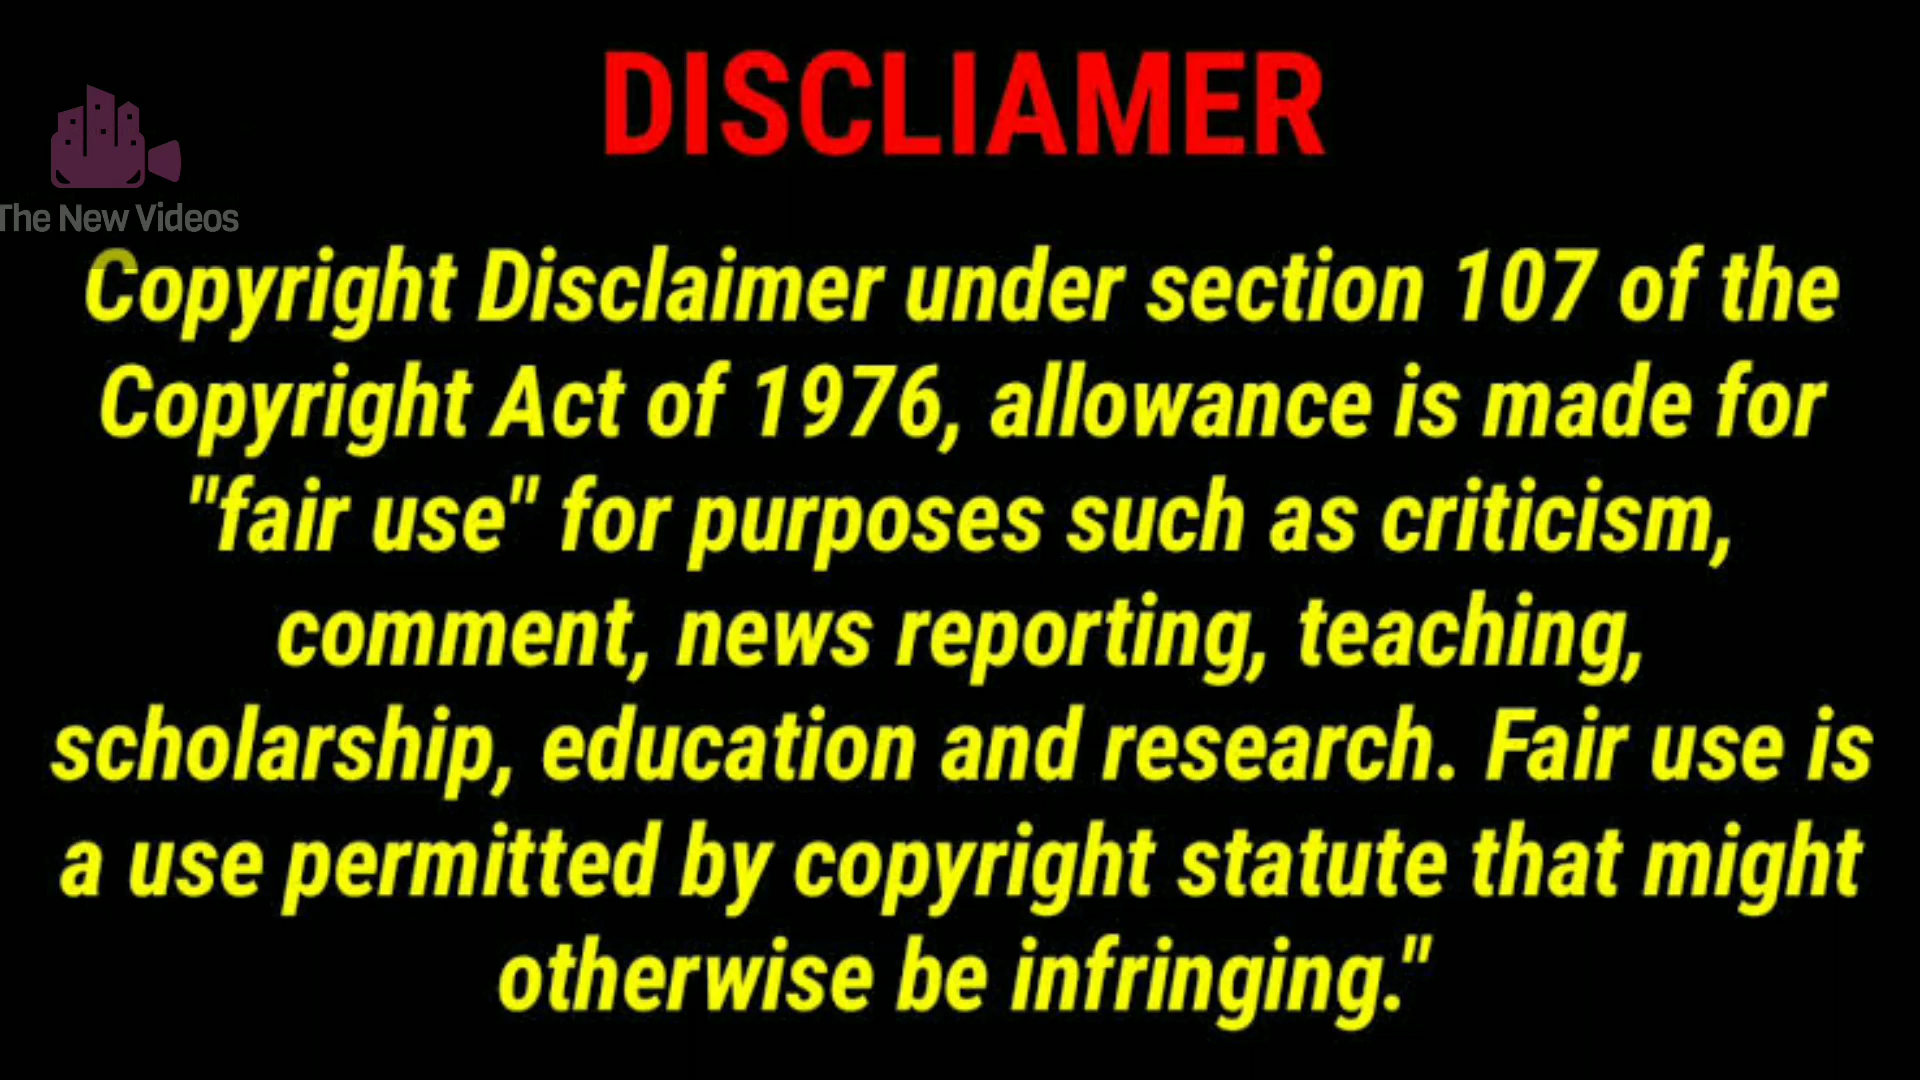 DISCLIAMER
The New Videos
Copyright Disclaimer under section 107 of the
Copyright Act of 1976, allowance is made for
"fair use" for purposes such as criticism,
comment, news reporting, teaching,
scholarship, education and research. Fair use is
a use permitted by copyright statute that might
otherwise be infringing."